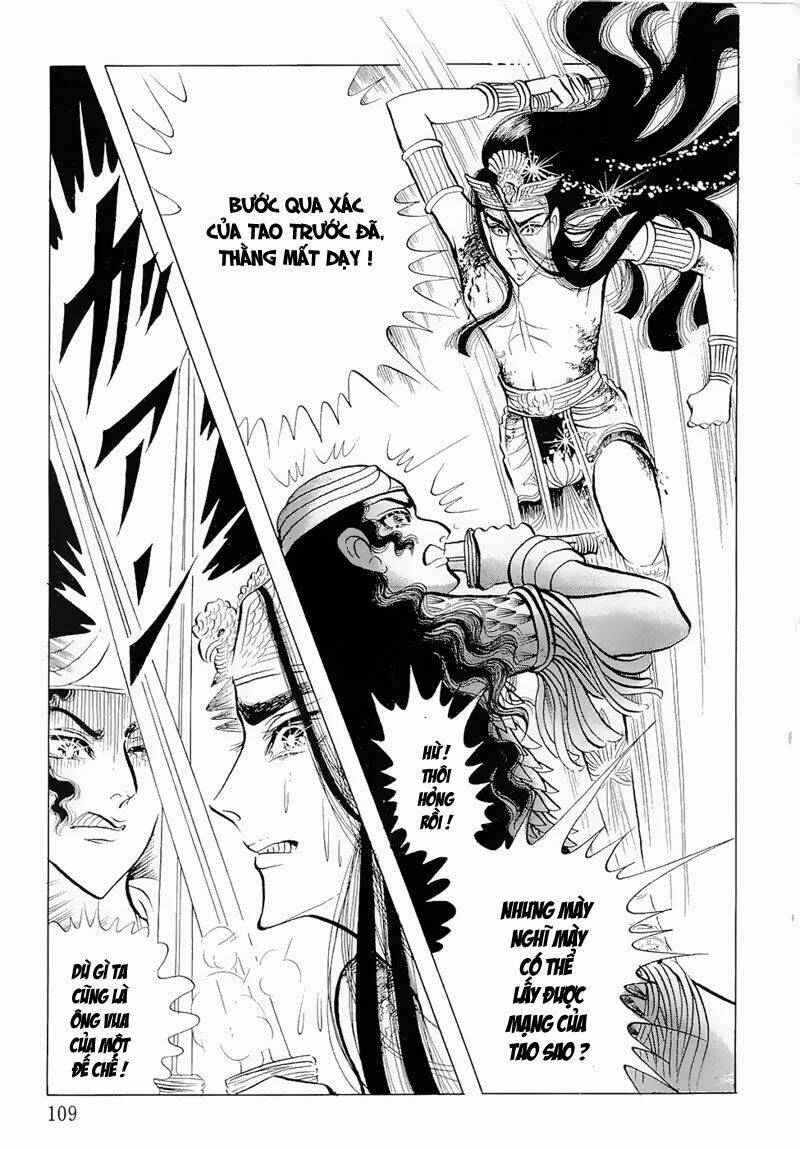 BƯỚC QUA XÁC
CỦA TAO TRƯỚC ĐÃ,
THẰNG MẤT DẠY !
HỪ !
THÔI
HỎNG
RỒI !
NHƯNG MÀY
NGHĨ MÀY
CÓ THỂ
LẤY ĐƯỢC
MẠNG CỦA
TAO SAO ?
ガッ
DÙ GÌ TA
CŨNG LÀ
ÔNG VUA
CỦA MỘT
ĐẾ CHẾ !
109